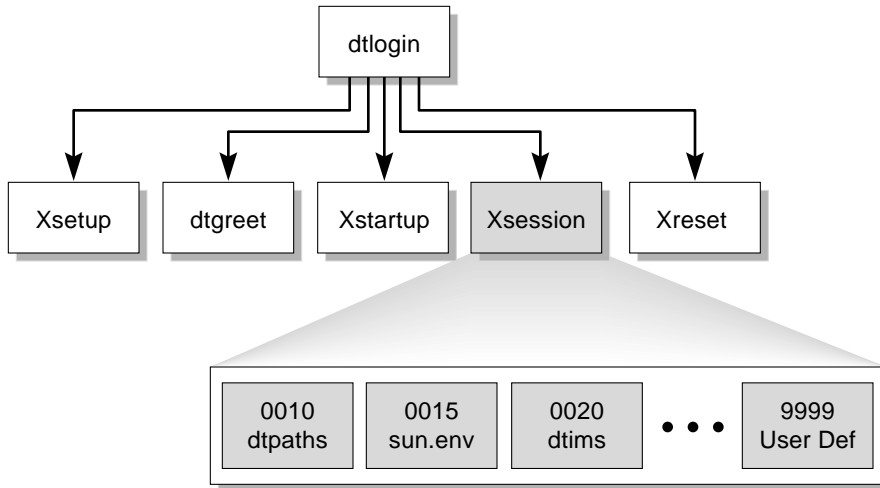 dtlogin
Xsetup
dtgreet
Xstartup
Xsession
Xreset
0010
dtpaths
0015
sun.env
0020
dtims
9999
User Def